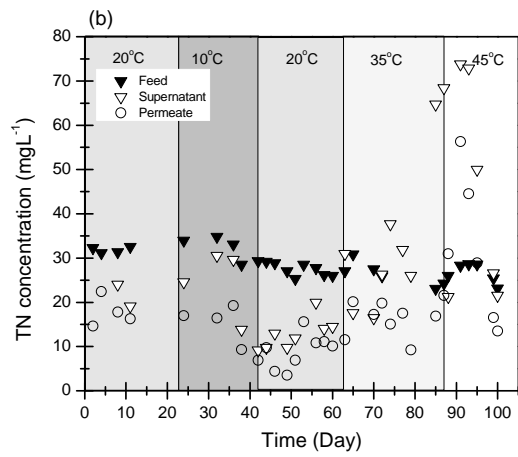 (b)
80
70
60
50
40
30
20
10
0
TN concentration (mgL⁻¹)
20°C 10°C 20°C 35°C 45°C
Feed
Supernatant
Permeate
0 10 20 30 40 50 60 70 80 90 100
Time (Day)